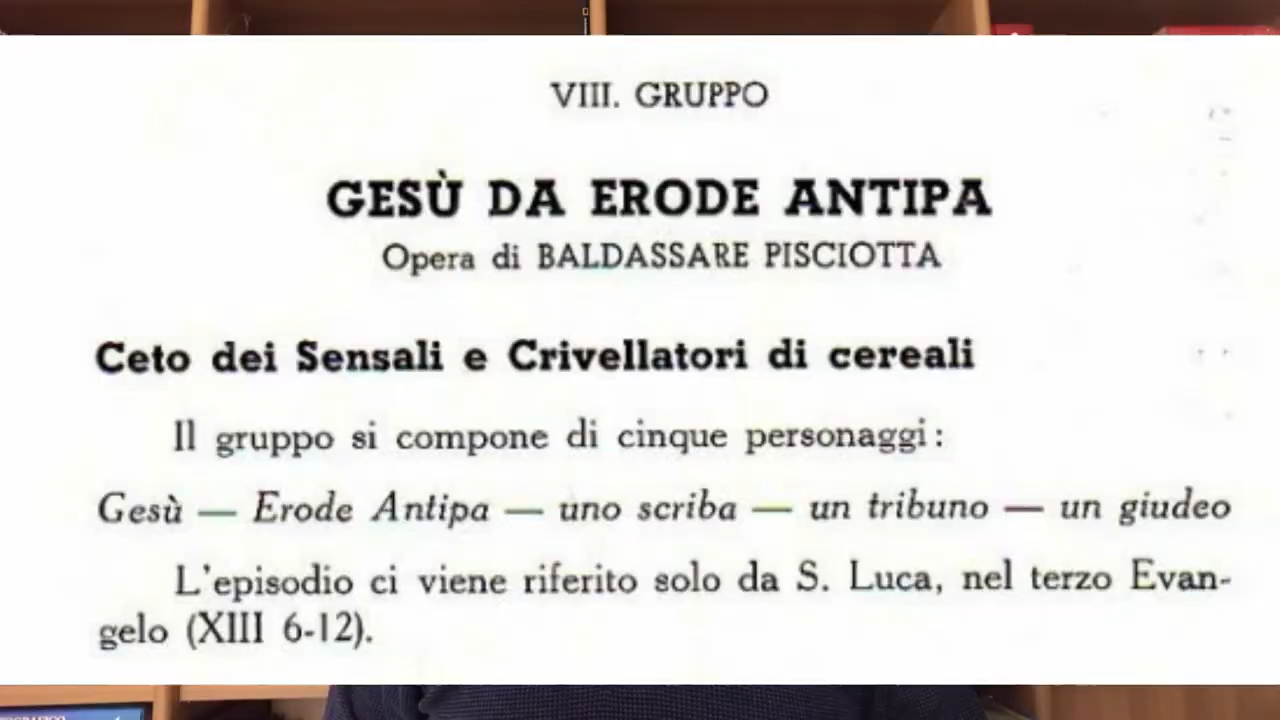 VIII. GRUPPO
GESÙ DA ERODE ANTIPA
Opera di BALDASSARE PISCIOTTA
Ceto dei Sensali e Crivellatori di cereali
Il gruppo si compone di cinque personaggi:
Gesù — Erode Antipa — uno scriba — un tribuno — un giudeo
L'episodio ci viene riferito solo da S. Luca, nel terzo Evan-
gelo (XIII 6-12).